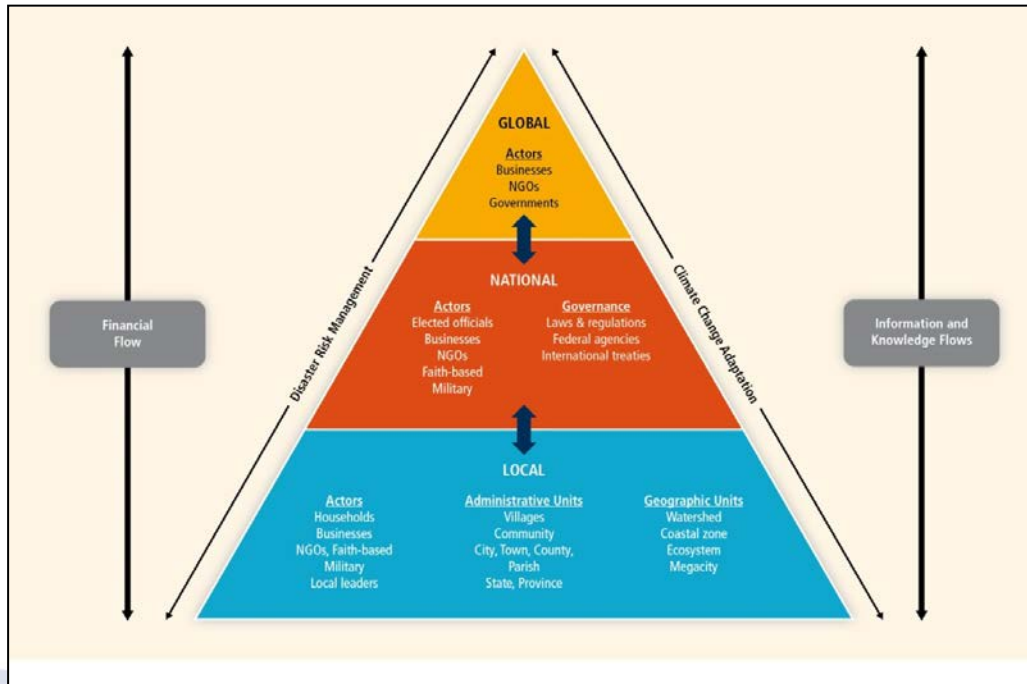 GLOBAL
Actors
Businesses
NGOs
Governments
NATIONAL
Actors
Elected officials
Businesses
NGOs
Faith-based
Military
Governance
Laws & regulations
Federal agencies
International treaties
LOCAL
Actors
Households
Businesses
NGOs, Faith-based
Military
Local leaders
Administrative Units
Villages
Community
City, Town, County,
Parish
State, Province
Geographic Units
Watershed
Coastal zone
Ecosystem
Megacity
Disaster Risk Management
Climate Change Adaptation
Financial
Flow
Information and
Knowledge Flows